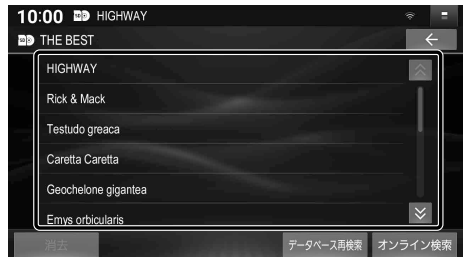 10:00 HIGHWAY
THE BEST
HIGHWAY
Rick & Mack
Testudo greaca
Caretta Caretta
Geochelone gigantea
Emys orbicularis
消去 データベース再検索 オンライン検索